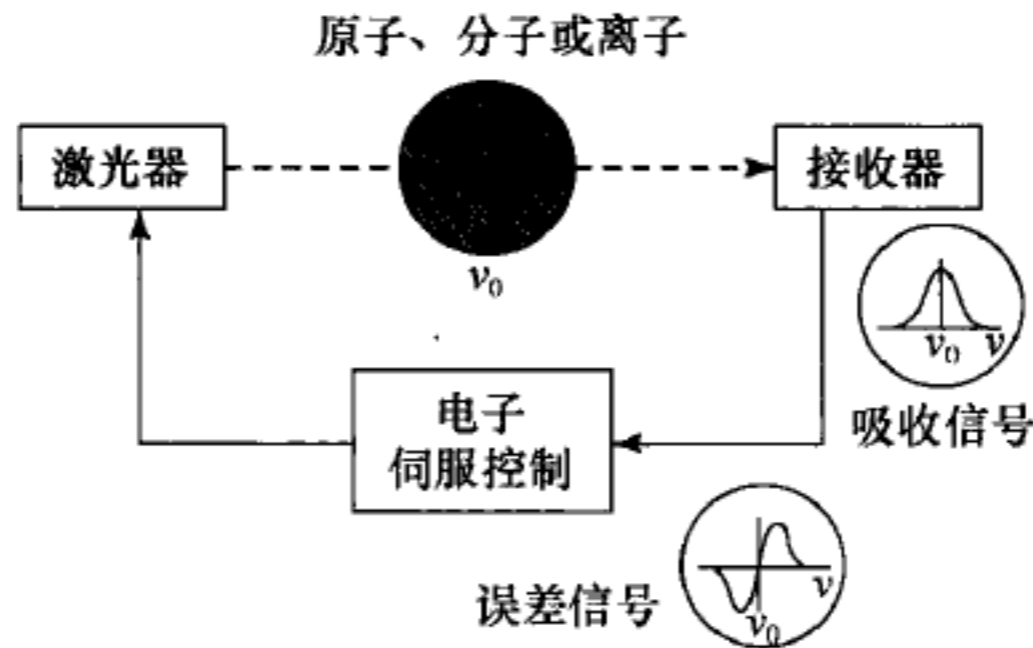 原子、分子或离子
激光器
接收器
ν₀
ν₀ ν
吸收信号
电子
伺服控制
误差信号
ν
ν₀